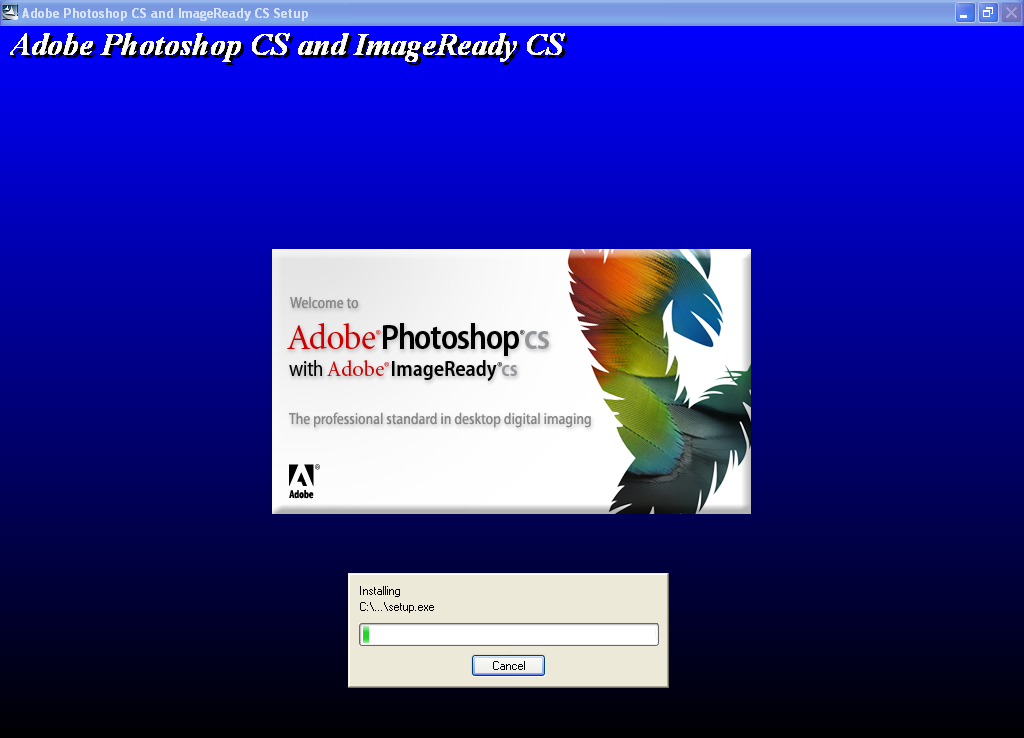 Adobe Photoshop CS and ImageReady CS Setup
Adobe Photoshop CS and ImageReady CS
Welcome to
Adobe®Photoshop®cs
with Adobe®ImageReady®cs
The professional standard in desktop digital imaging
®
Adobe
Installing
C:\...\setup.exe
Cancel